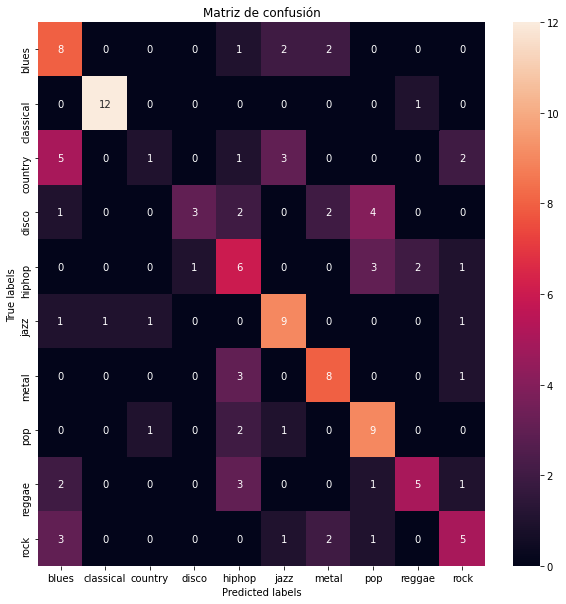 Matriz de confusión
blues 8 0 0 0 1 2 2 0 0 0
classical 0 12 0 0 0 0 0 0 1 0
country 5 0 1 0 1 3 0 0 0 2
disco 1 0 0 3 2 0 2 4 0 0
hiphop 0 0 0 1 6 0 0 3 2 1
jazz 1 1 1 0 0 9 0 0 0 1
metal 0 0 0 0 3 0 8 0 0 1
pop 0 0 1 0 2 1 0 9 0 0
reggae 2 0 0 0 3 0 0 1 5 1
rock 3 0 0 0 0 1 2 1 0 5
blues classical country disco hiphop jazz metal pop reggae rock
Predicted labels
True labels
12
10
8
6
4
2
0